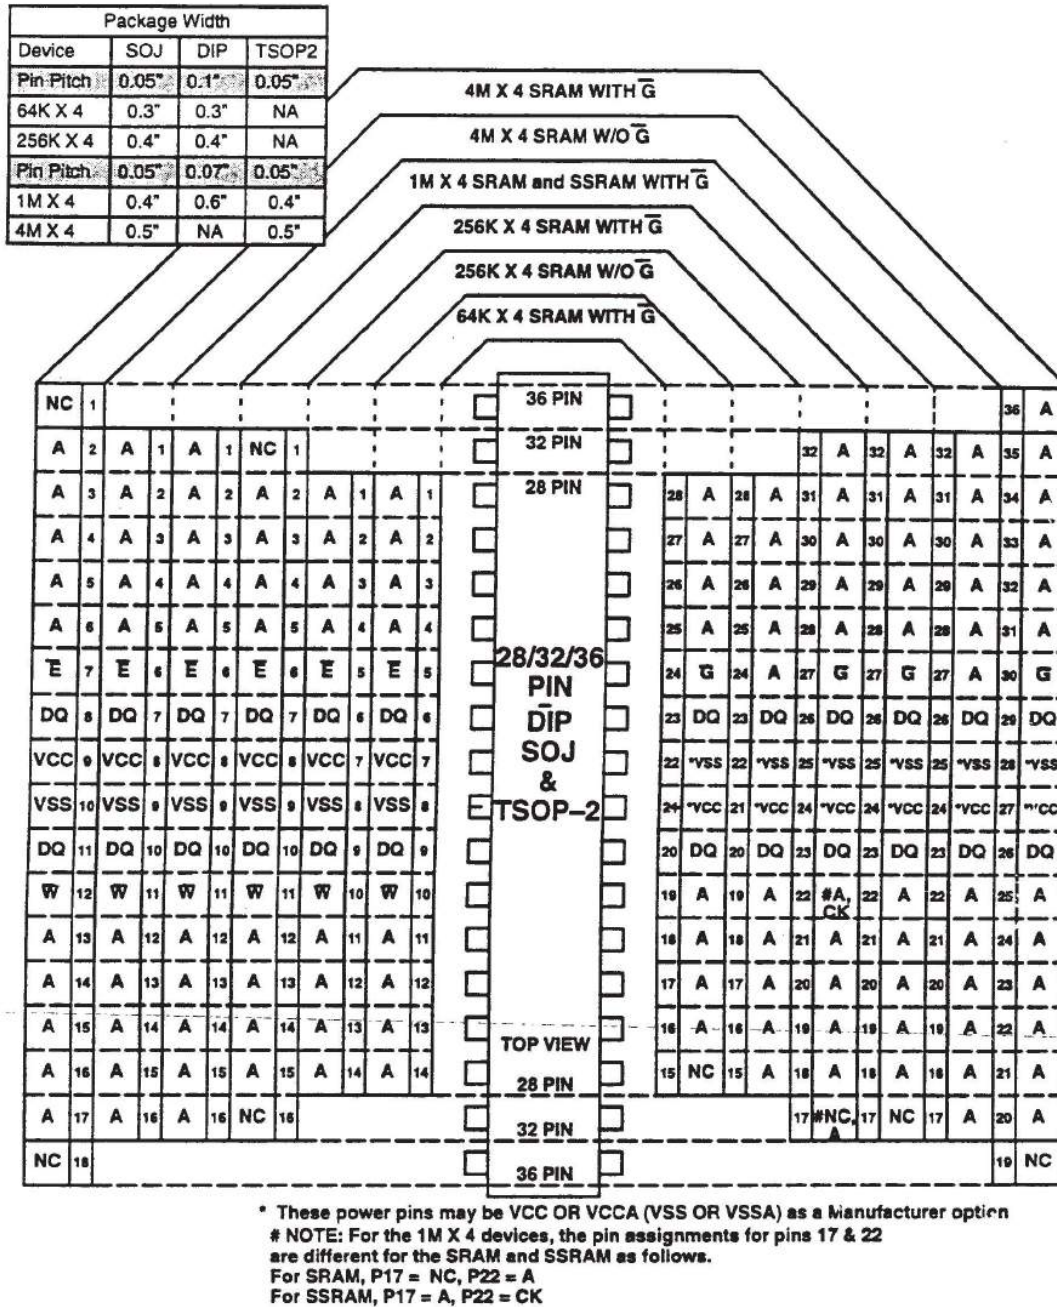 Package Width
Device SOJ DIP TSOP2
Pin Pitch 0.05" 0.1" 0.05"
64K X 4 0.3" 0.3" NA
256K X 4 0.4" 0.4" NA
Pin Pitch 0.05" 0.07" 0.05"
1M X 4 0.4" 0.6" 0.4"
4M X 4 0.5" NA 0.5"
4M X 4 SRAM WITH G̅
4M X 4 SRAM W/O G̅
1M X 4 SRAM and SSRAM WITH G̅
256K X 4 SRAM WITH G̅
256K X 4 SRAM W/O G̅
64K X 4 SRAM WITH G̅
NC 1 36 PIN 36 A
A 2 A 1 A 1 NC 1 32 PIN 32 A 32 A 32 A 35 A
A 3 A 2 A 2 A 2 A 1 A 1 28 PIN 28 A 28 A 31 A 31 A 31 A 34 A
A 4 A 3 A 3 A 3 A 2 A 2 27 A 27 A 30 A 30 A 30 A 33 A
A 5 A 4 A 4 A 4 A 3 A 3 26 A 26 A 29 A 29 A 29 A 32 A
A 6 A 5 A 5 A 5 A 4 A 4 25 A 25 A 28 A 28 A 28 A 31 A
E̅ 7 E̅ 6 E̅ 6 E̅ 6 E̅ 5 E̅ 5 24 G̅ 24 A 27 G̅ 27 G̅ 27 A 30 G̅
DQ 8 DQ 7 DQ 7 DQ 7 DQ 6 DQ 6 23 DQ 23 DQ 26 DQ 26 DQ 26 DQ 29 DQ
VCC 9 VCC 8 VCC 8 VCC 8 VCC 7 VCC 7 22 *VSS 22 *VSS 25 *VSS 25 *VSS 25 *VSS 28 *VSS
VSS 10 VSS 9 VSS 9 VSS 9 VSS 8 VSS 8 21 *VCC 21 *VCC 24 *VCC 24 *VCC 24 *VCC 27 *VCC
DQ 11 DQ 10 DQ 10 DQ 10 DQ 9 DQ 9 20 DQ 20 DQ 23 DQ 23 DQ 23 DQ 26 DQ
W̅ 12 W̅ 11 W̅ 11 W̅ 11 W̅ 10 W̅ 10 19 A 19 A 22 #A, CK 22 A 22 A 25 A
A 13 A 12 A 12 A 12 A 11 A 11 18 A 18 A 21 A 21 A 21 A 24 A
A 14 A 13 A 13 A 13 A 12 A 12 17 A 17 A 20 A 20 A 20 A 23 A
A 15 A 14 A 14 A 14 A 13 A 13 16 A 16 A 19 A 19 A 19 A 22 A
A 16 A 15 A 15 A 15 A 14 A 14 15 NC 15 A 18 A 18 A 18 A 21 A
A 17 A 16 A 16 NC 16 17 #NC, A 17 NC 17 A 20 A
NC 18 19 NC
28/32/36
PIN
DIP
SOJ
&
TSOP–2
TOP VIEW
28 PIN
32 PIN
36 PIN
* These power pins may be VCC OR VCCA (VSS OR VSSA) as a Manufacturer option
# NOTE: For the 1M X 4 devices, the pin assignments for pins 17 & 22
are different for the SRAM and SSRAM as follows.
For SRAM, P17 = NC, P22 = A
For SSRAM, P17 = A, P22 = CK